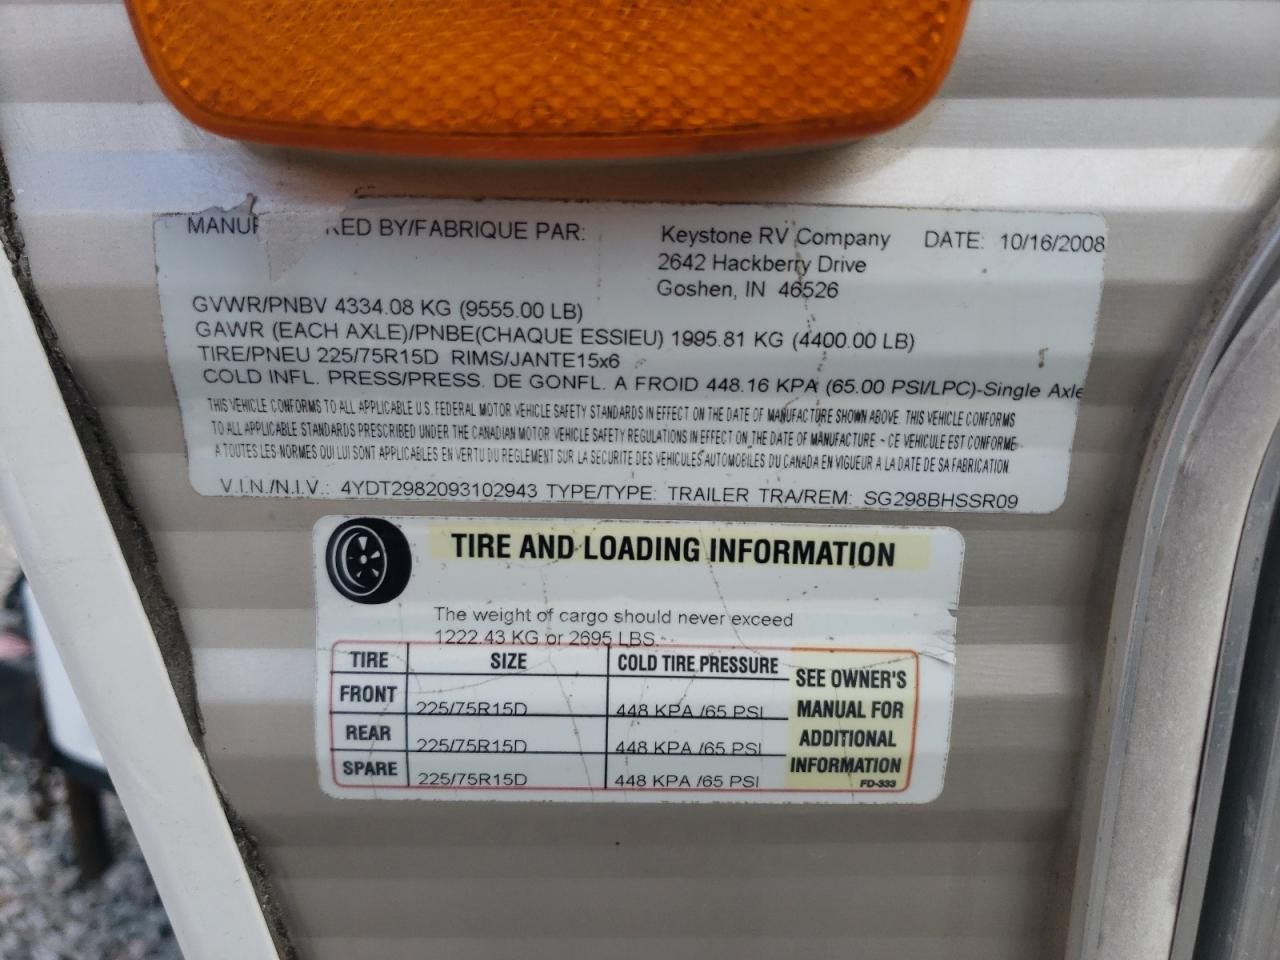 MANUF RED BY/FABRIQUE PAR: Keystone RV Company DATE: 10/16/2008
2642 Hackberry Drive
Goshen, IN 46526
GVWR/PNBV 4334.08 KG (9555.00 LB)
GAWR (EACH AXLE)/PNBE(CHAQUE ESSIEU) 1995.81 KG (4400.00 LB)
TIRE/PNEU 225/75R15D RIMS/JANTE15x6
COLD INFL. PRESS/PRESS. DE GONFL. A FROID 448.16 KPA (65.00 PSI/LPC)-Single Axle
THIS VEHICLE CONFORMS TO ALL APPLICABLE U.S. FEDERAL MOTOR VEHICLE SAFETY STANDARDS IN EFFECT ON THE DATE OF MANUFACTURE SHOWN ABOVE. THIS VEHICLE CONFORMS
TO ALL APPLICABLE STANDARDS PRESCRIBED UNDER THE CANADIAN MOTOR VEHICLE SAFETY REGULATIONS IN EFFECT ON THE DATE OF MANUFACTURE - CE VEHICULE EST CONFORME
A TOUTES LES NORMES QUI LUI SONT APPLICABLES EN VERTU DU REGLEMENT SUR LA SECURITE DES VEHICULES AUTOMOBILES DU CANADA EN VIGUEUR A LA DATE DE SA FABRICATION.
V.I.N./N.I.V.: 4YDT2982093102943 TYPE/TYPE: TRAILER TRA/REM: SG298BHSSR09
TIRE AND LOADING INFORMATION
The weight of cargo should never exceed
1222.43 KG or 2695 LBS.
TIRE SIZE COLD TIRE PRESSURE
FRONT 225/75R15D 448 KPA /65 PSI
REAR 225/75R15D 448 KPA /65 PSI
SPARE 225/75R15D 448 KPA /65 PSI
SEE OWNER'S
MANUAL FOR
ADDITIONAL
INFORMATION
FD-333